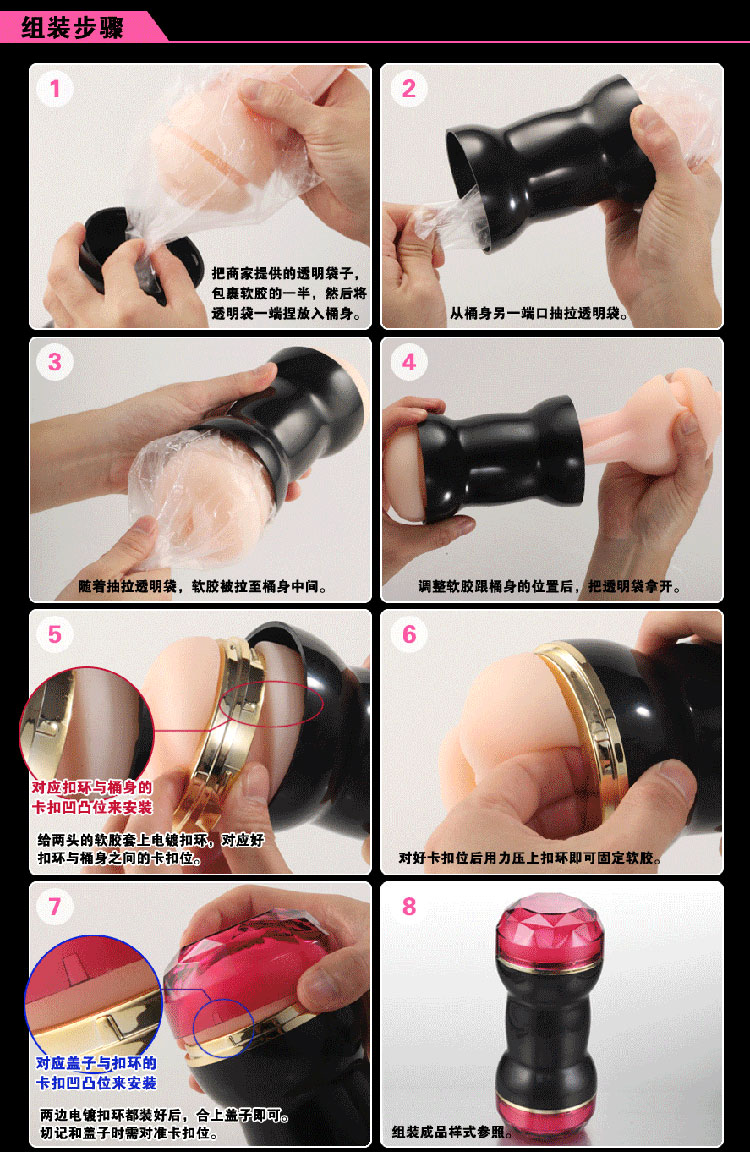 组装步骤
1
把商家提供的透明袋子,
包裹软胶的一半，然后将
透明袋一端捏放入桶身。
2
从桶身另一端口抽拉透明袋。
3
随着抽拉透明袋，软胶被拉至桶身中间。
4
调整软胶跟桶身的位置后，把透明袋拿开。
5
对应扣环与桶身的
卡扣凹凸位来安装
给两头的软胶套上电镀扣环，对应好
扣环与桶身之间的卡扣位。
6
对好卡扣位后用力压上扣环即可固定软胶。
7
对应盖子与扣环的
卡扣凹凸位来安装
两边电镀扣环都装好后，合上盖子即可。
切记和盖子时需对准卡扣位。
8
组装成品样式参照。